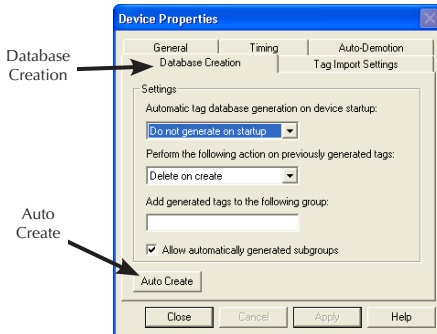 Device Properties
General Timing Auto-Demotion
Database Creation Tag Import Settings
Database
Creation
Settings
Automatic tag database generation on device startup:
Do not generate on startup
Perform the following action on previously generated tags:
Delete on create
Add generated tags to the following group:
Allow automatically generated subgroups
Auto
Create
Auto Create
Close Cancel Apply Help